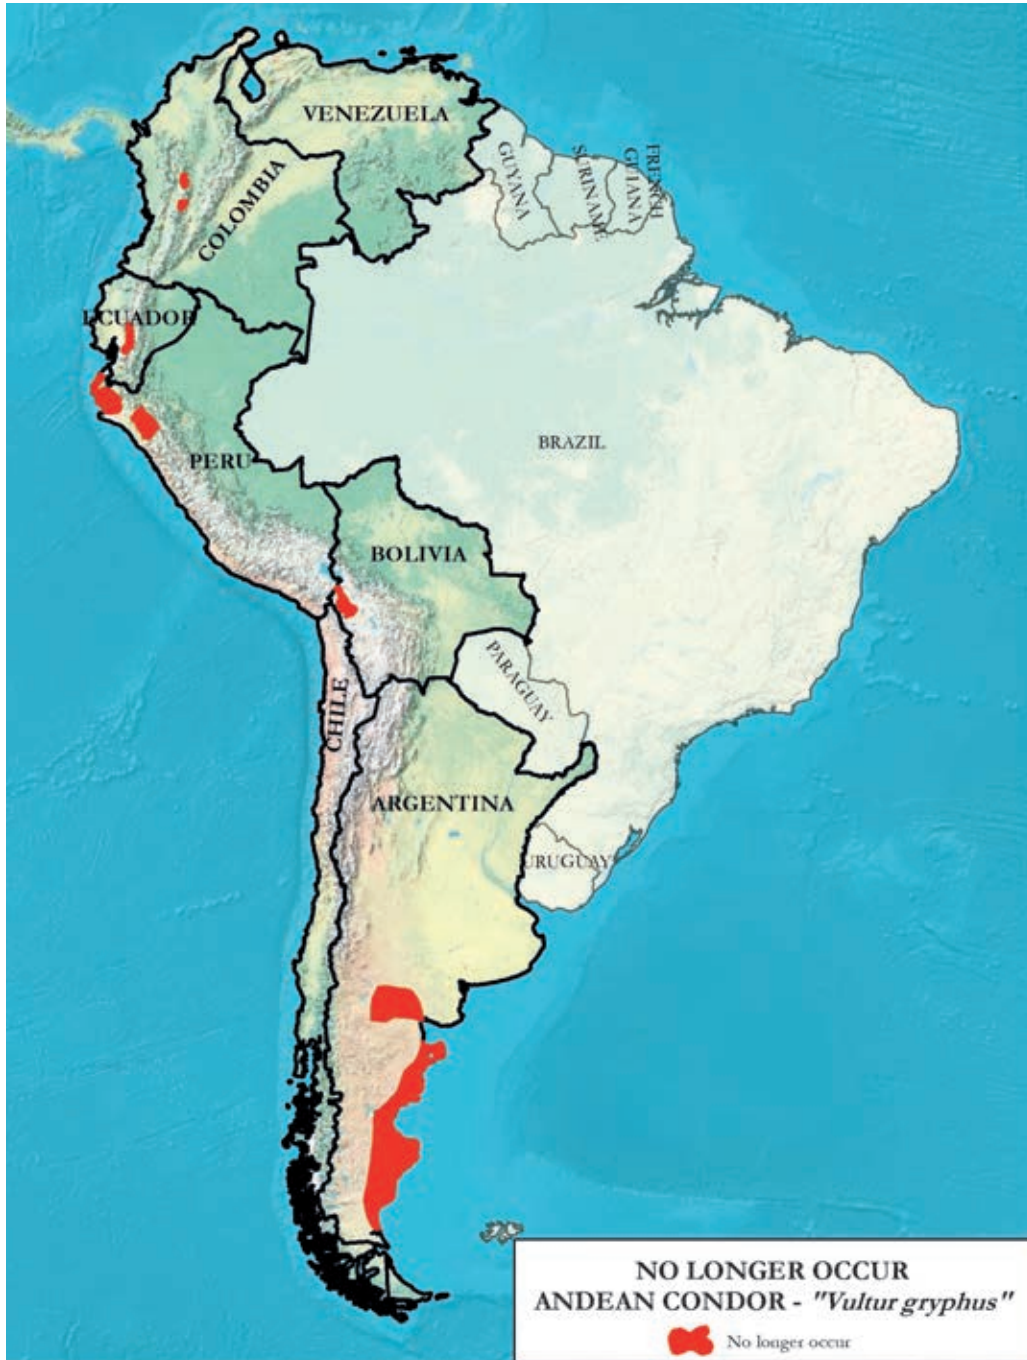 VENEZUELA
GUYANA
SURINAME
FRENCH
GUIANA
COLOMBIA
ECUADOR
BRAZIL
PERU
BOLIVIA
PARAGUAY
CHILE
ARGENTINA
URUGUAY
NO LONGER OCCUR
ANDEAN CONDOR - "Vultur gryphus"
No longer occur